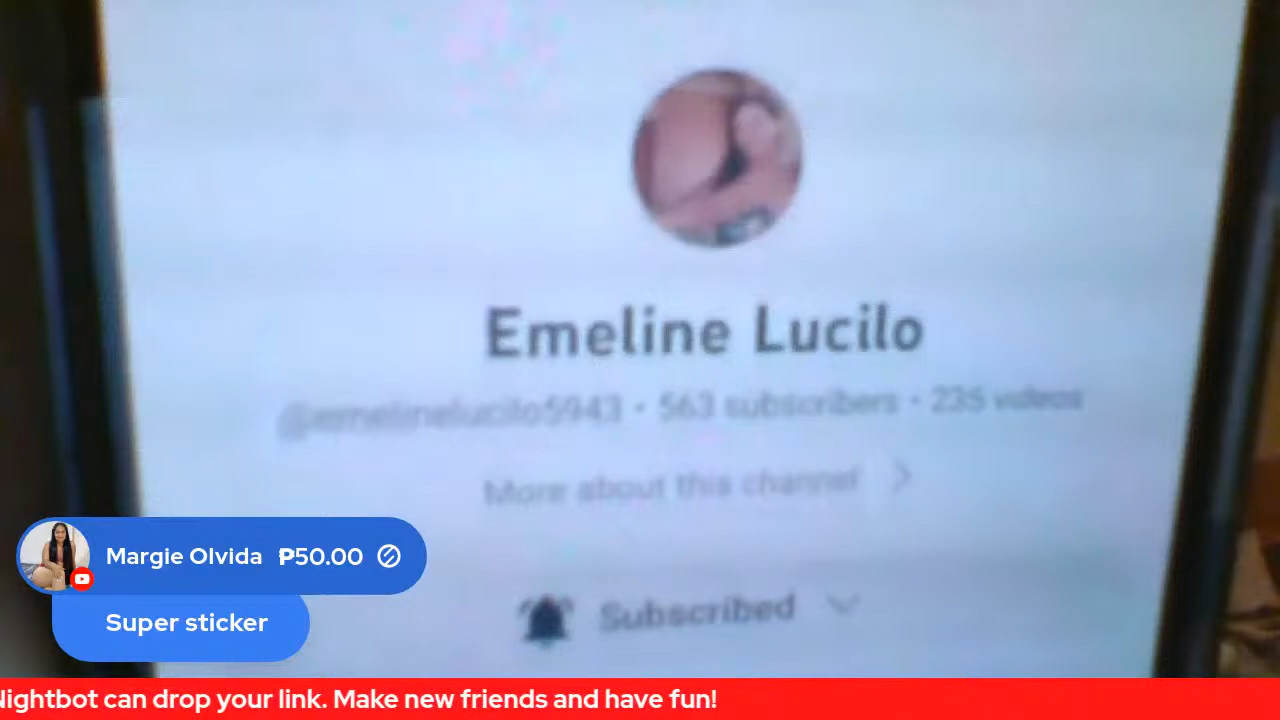 Emeline Lucilo
@emelinelucilo5943 • 563 subscribers • 235 videos
More about this channel >
Subscribed
Margie Olvida ₱50.00
Super sticker
Nightbot can drop your link. Make new friends and have fun!